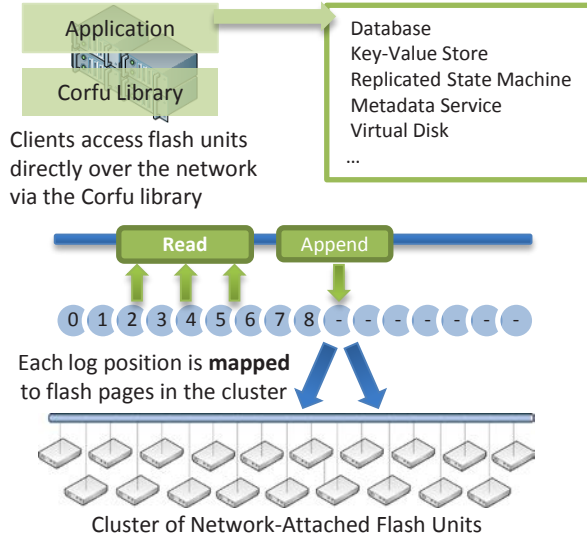 Application
Corfu Library
Database
Key-Value Store
Replicated State Machine
Metadata Service
Virtual Disk
...
Clients access flash units
directly over the network
via the Corfu library
Read Append
0 1 2 3 4 5 6 7 8 - - - - - - -
Each log position is mapped
to flash pages in the cluster
Cluster of Network-Attached Flash Units